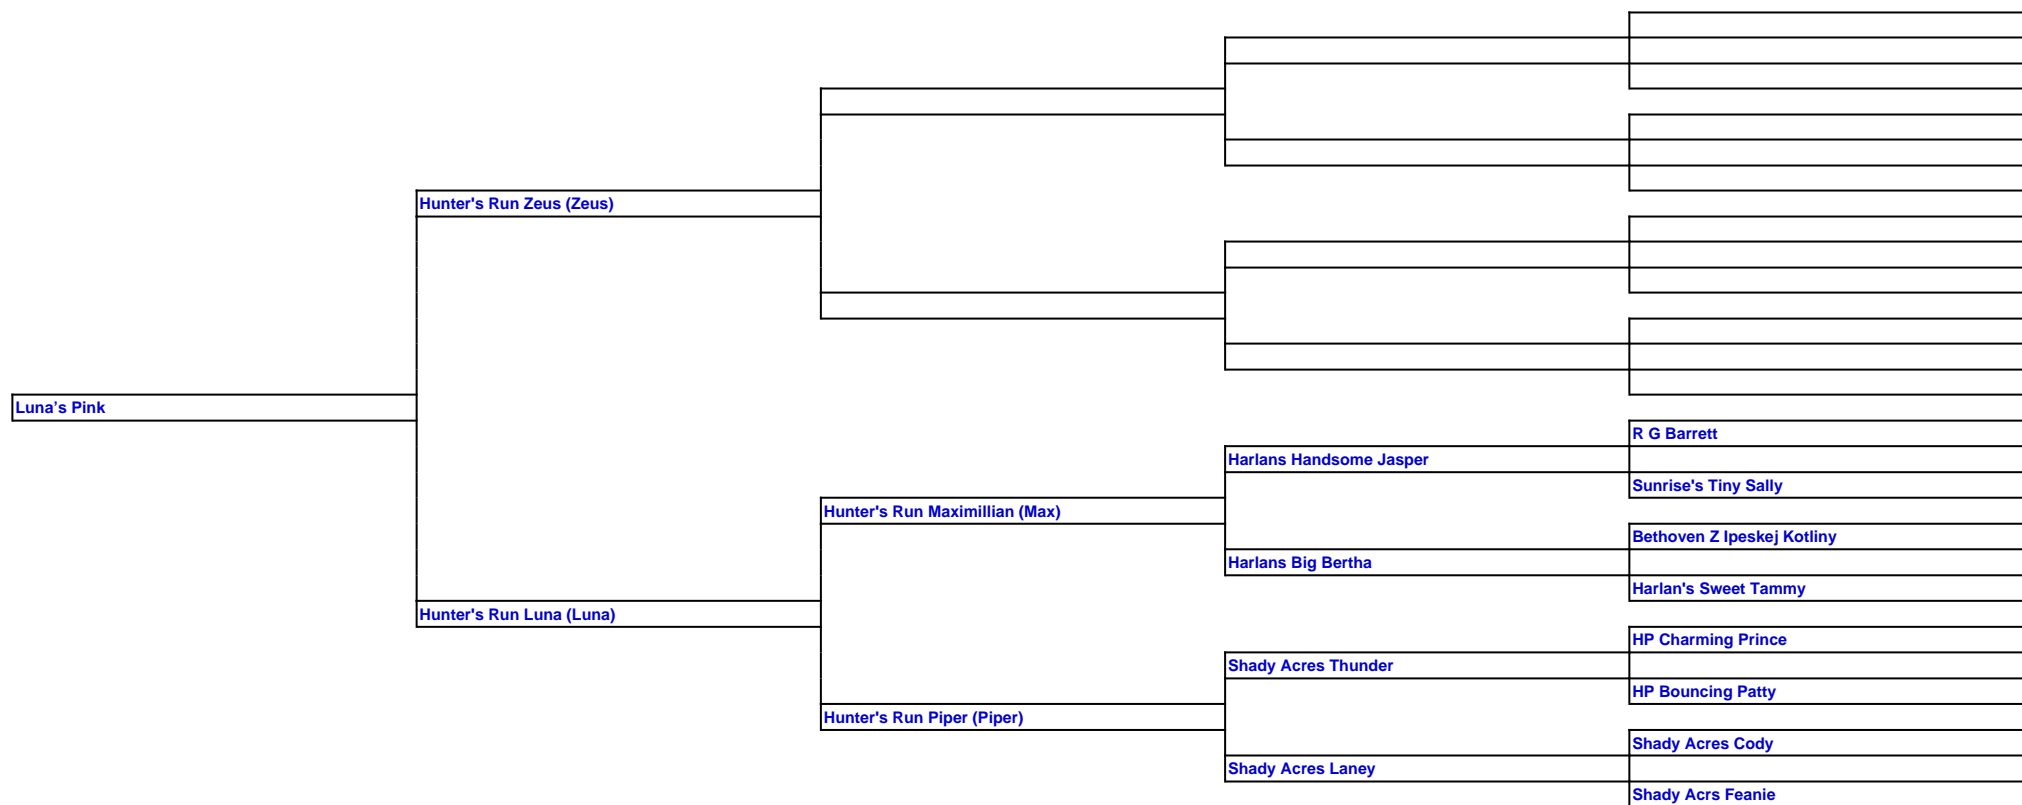 Hunter's Run Zeus (Zeus)
Luna’s Pink
R G Barrett
Harlans Handsome Jasper
Sunrise's Tiny Sally
Hunter's Run Maximillian (Max)
Bethoven Z Ipeskej Kotliny
Harlans Big Bertha
Harlan's Sweet Tammy
Hunter's Run Luna (Luna)
HP Charming Prince
Shady Acres Thunder
HP Bouncing Patty
Hunter's Run Piper (Piper)
Shady Acres Cody
Shady Acres Laney
Shady Acrs Feanie